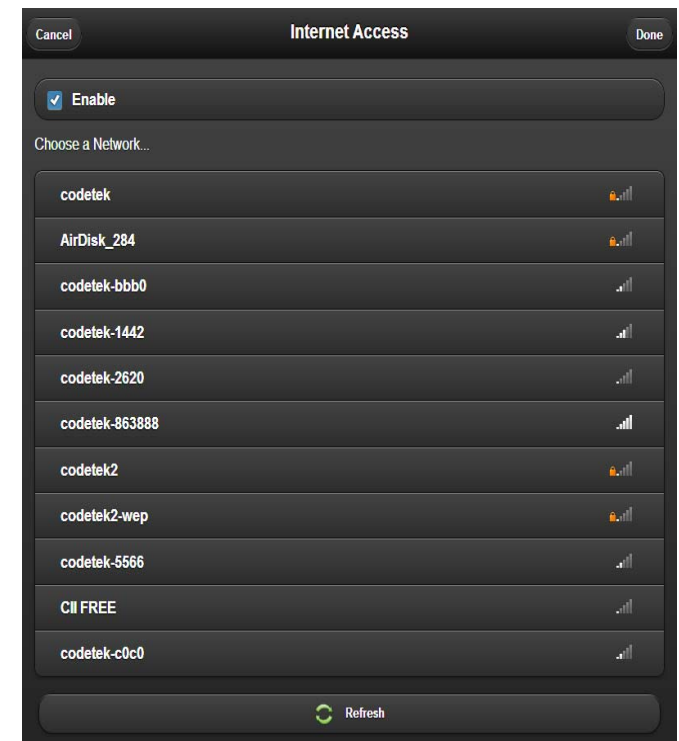 Cancel Internet Access Done
Enable
Choose a Network...
codetek
AirDisk_284
codetek-bbb0
codetek-1442
codetek-2620
codetek-863888
codetek2
codetek2-wep
codetek-5566
CII FREE
codetek-c0c0
Refresh